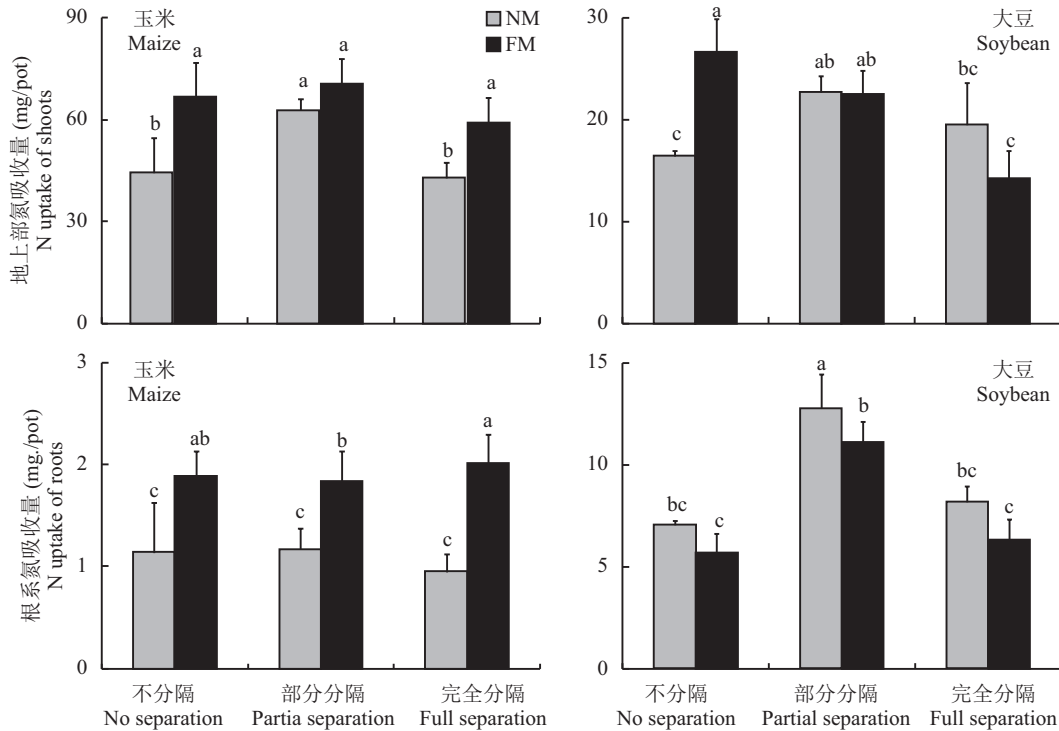 地上部氮吸收量 (mg/pot)
N uptake of shoots
90
60
30
0
玉米
Maize
NM
FM
b
a
a
a
b
a
30
20
10
0
大豆
Soybean
c
a
ab
ab
bc
c
根系氮吸收量 (mg./pot)
N uptake of roots
3
2
1
0
玉米
Maize
c
ab
c
b
c
a
不分隔
No separation
部分分隔
Partia separation
完全分隔
Full separation
15
10
5
0
大豆
Soybean
bc
c
a
b
bc
c
不分隔
No separation
部分分隔
Partial separation
完全分隔
Full separation